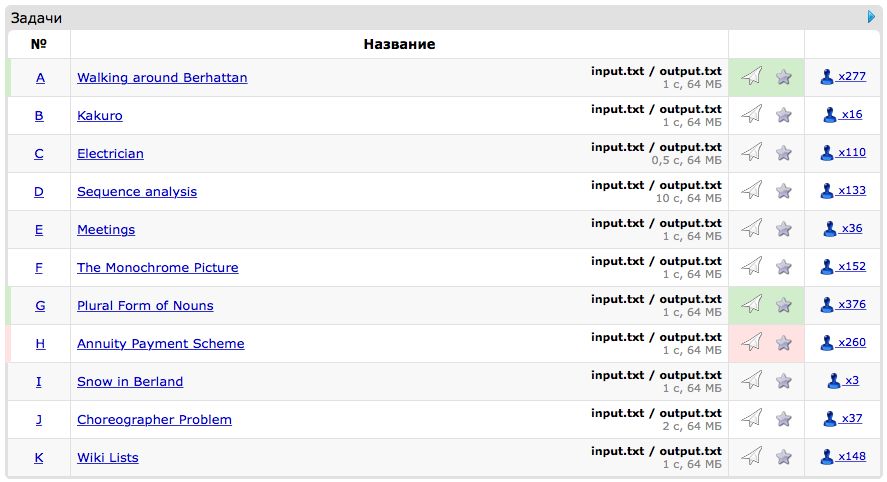 Задачи
№ Название
A Walking around Berhattan input.txt / output.txt x277
1 с, 64 МБ
B Kakuro input.txt / output.txt x16
1 с, 64 МБ
C Electrician input.txt / output.txt x110
0,5 с, 64 МБ
D Sequence analysis input.txt / output.txt x133
10 с, 64 МБ
E Meetings input.txt / output.txt x36
1 с, 64 МБ
F The Monochrome Picture input.txt / output.txt x152
1 с, 64 МБ
G Plural Form of Nouns input.txt / output.txt x376
1 с, 64 МБ
H Annuity Payment Scheme input.txt / output.txt x260
1 с, 64 МБ
I Snow in Berland input.txt / output.txt x3
1 с, 64 МБ
J Choreographer Problem input.txt / output.txt x37
2 с, 64 МБ
K Wiki Lists input.txt / output.txt x148
1 с, 64 МБ